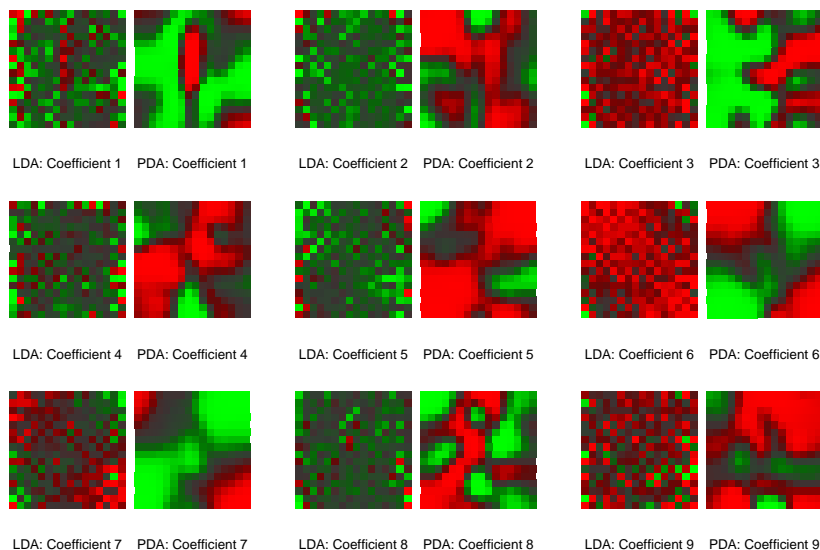 LDA: Coefficient 1 PDA: Coefficient 1 LDA: Coefficient 2 PDA: Coefficient 2 LDA: Coefficient 3 PDA: Coefficient 3
LDA: Coefficient 4 PDA: Coefficient 4 LDA: Coefficient 5 PDA: Coefficient 5 LDA: Coefficient 6 PDA: Coefficient 6
LDA: Coefficient 7 PDA: Coefficient 7 LDA: Coefficient 8 PDA: Coefficient 8 LDA: Coefficient 9 PDA: Coefficient 9